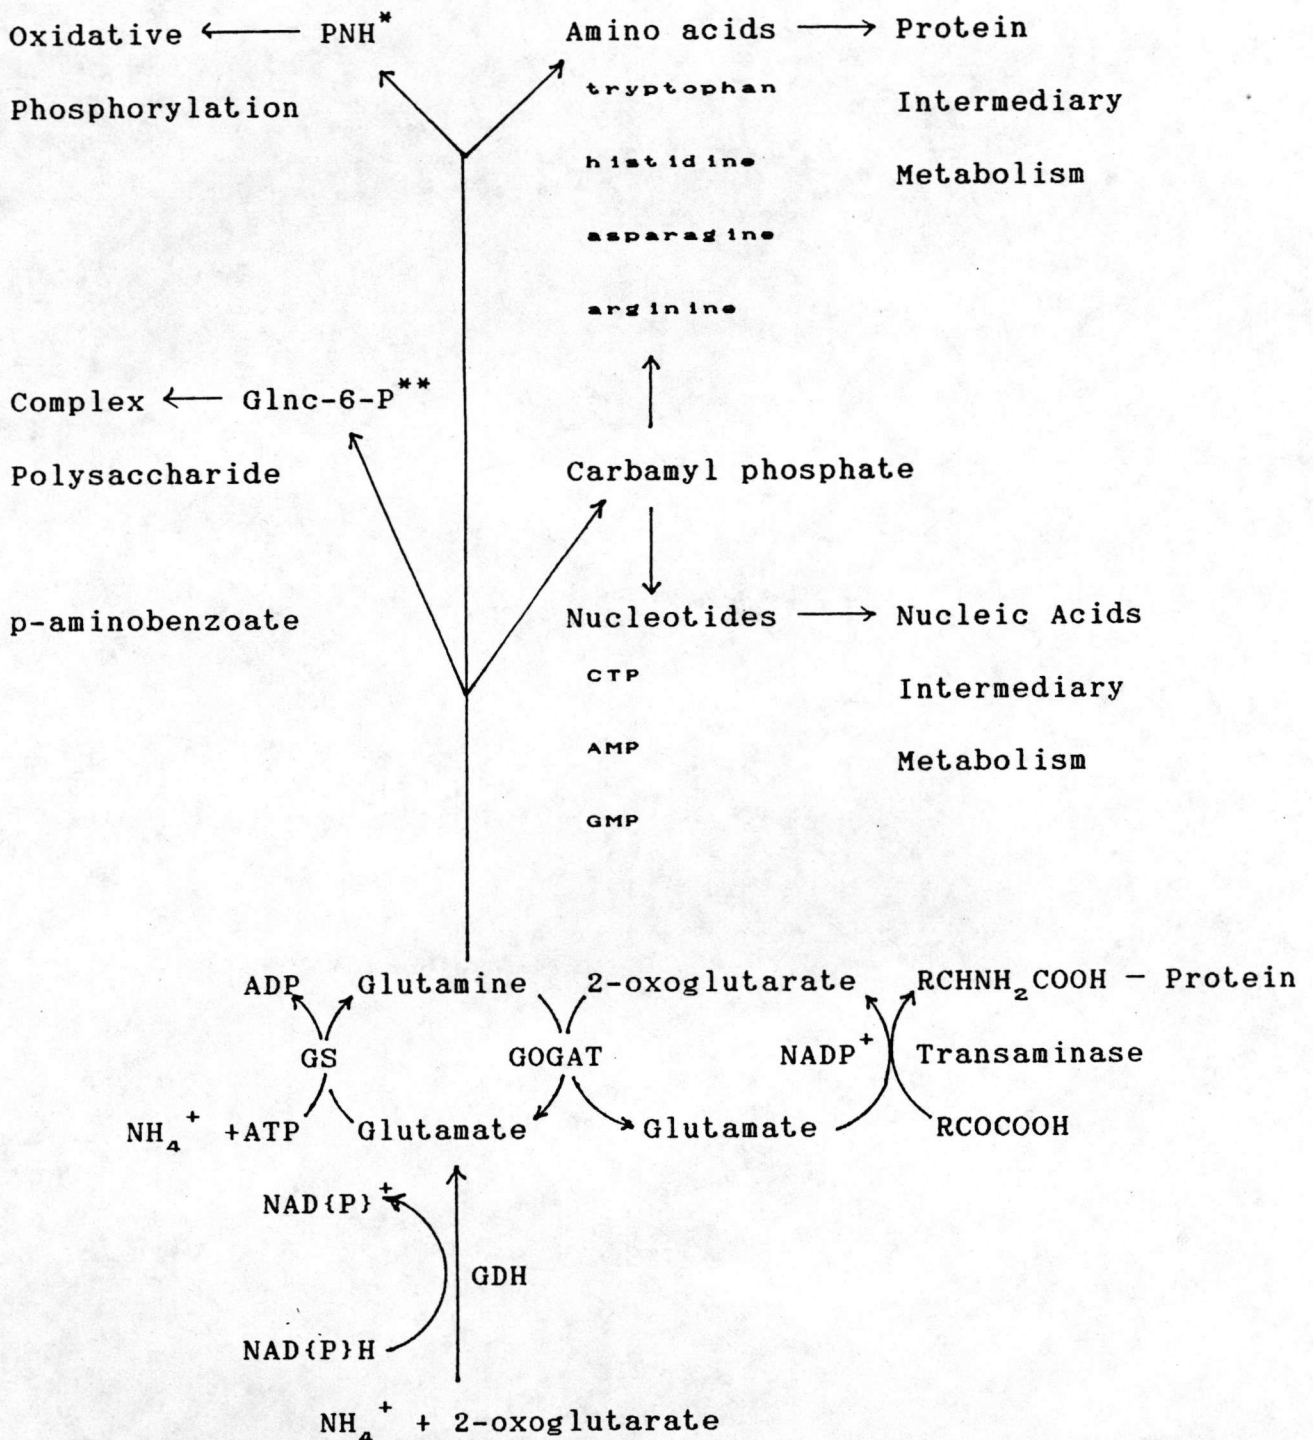 Oxidative ← PNH* Amino acids → Protein
tryptophan
Phosphorylation Intermediary
histidine
Metabolism
asparagine
arginine
Complex ← Glnc-6-P**
Polysaccharide Carbamyl phosphate
p-aminobenzoate Nucleotides → Nucleic Acids
CTP
Intermediary
AMP
Metabolism
GMP
ADP Glutamine 2-oxoglutarate RCHNH₂COOH — Protein
GS GOGAT NADP⁺ Transaminase
NH₄⁺ +ATP Glutamate Glutamate RCOCOOH
NAD{P}⁺
GDH
NAD{P}H
NH₄⁺ + 2-oxoglutarate